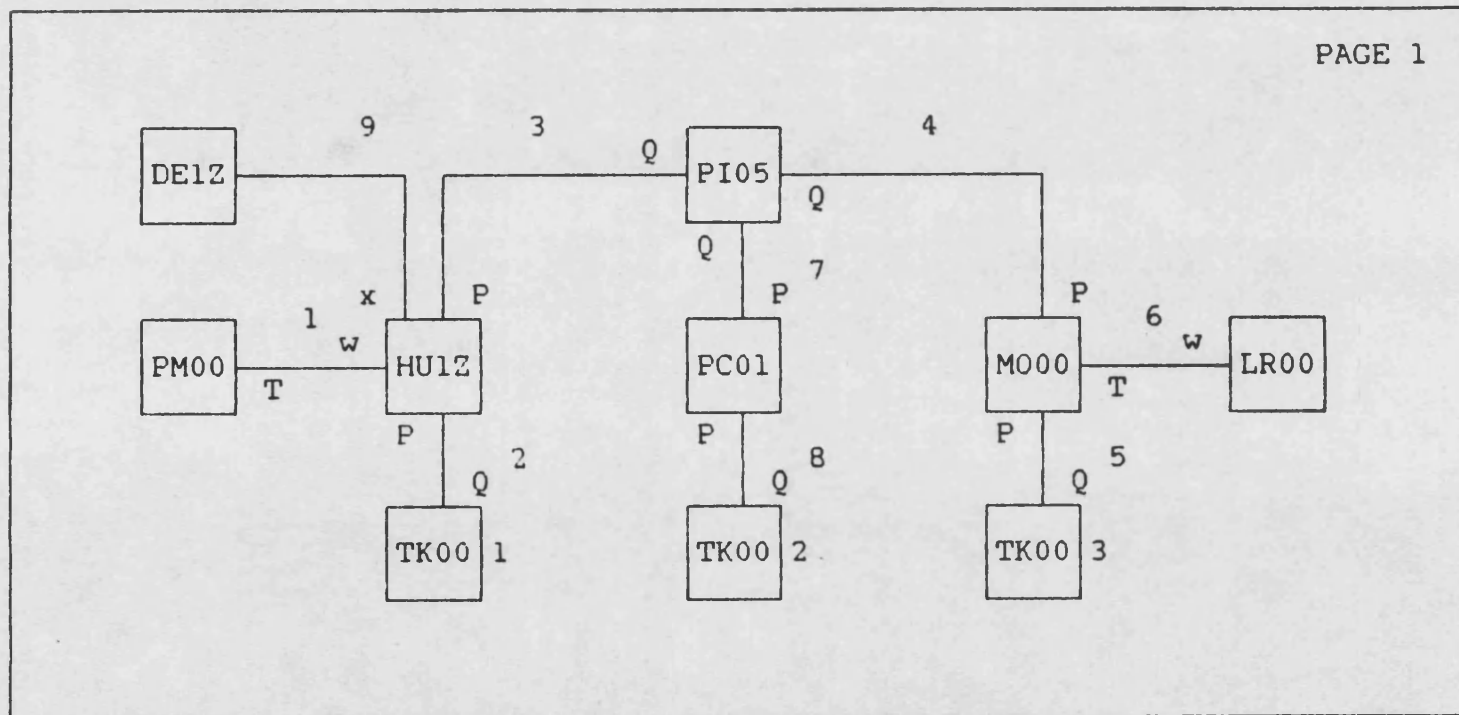 PAGE 1
9 3 4
DE1Z Q PI05 Q
Q 7
x P P P
1 w 6 w
PM00 T HU1Z PC01 MO00 T LR00
P 2 P 8 P 5
Q Q Q
TK00 1 TK00 2 TK00 3